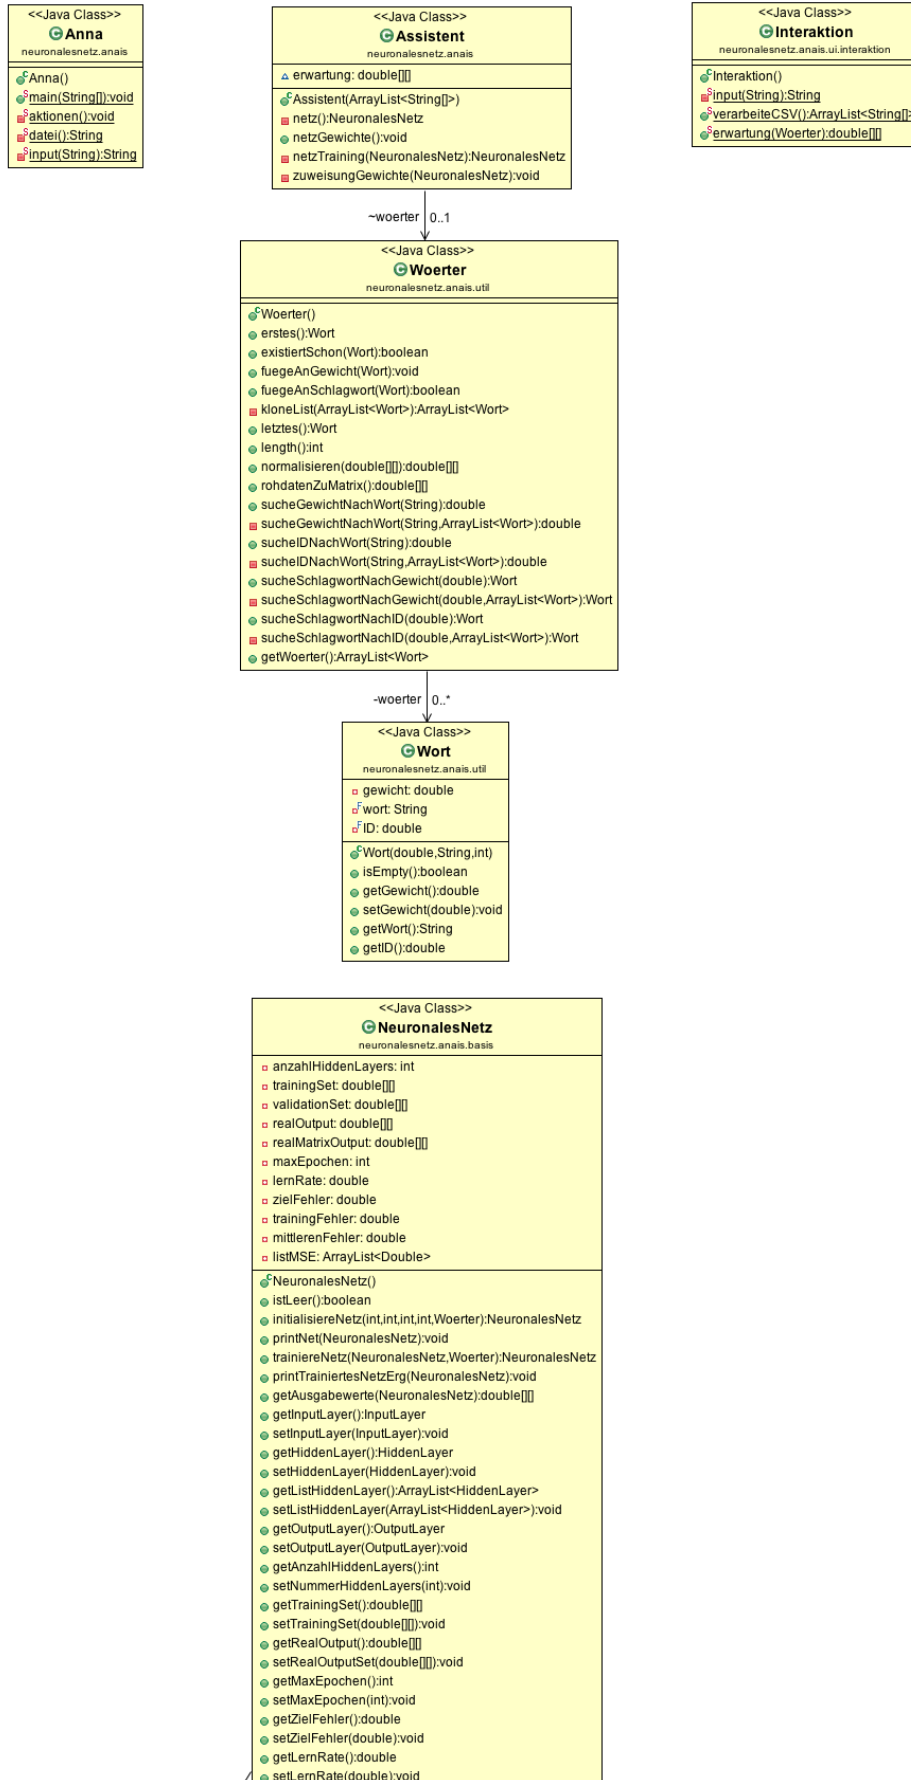 <<Java Class>>
Anna
neuronalesnetz.anais
Anna()
main(String[]):void
aktionen():void
datei():String
input(String):String
<<Java Class>>
Assistent
neuronalesnetz.anais
erwartung: double[][]
Assistent(ArrayList<String[]>)
netz():NeuronalesNetz
netzGewichte():void
netzTraining(NeuronalesNetz):NeuronalesNetz
zuweisungGewichte(NeuronalesNetz):void
<<Java Class>>
Interaktion
neuronalesnetz.anais.ui.interaktion
Interaktion()
input(String):String
verarbeiteCSV():ArrayList<String[]>
erwartung(Woerter):double[][]
~woerter 0..1
<<Java Class>>
Woerter
neuronalesnetz.anais.util
Woerter()
erstes():Wort
existiertSchon(Wort):boolean
fuegeAnGewicht(Wort):void
fuegeAnSchlagwort(Wort):boolean
kloneList(ArrayList<Wort>):ArrayList<Wort>
letztes():Wort
length():int
normalisieren(double[][]):double[][]
rohdatenZuMatrix():double[][]
sucheGewichtNachWort(String):double
sucheGewichtNachWort(String,ArrayList<Wort>):double
sucheIDNachWort(String):double
sucheIDNachWort(String,ArrayList<Wort>):double
sucheSchlagwortNachGewicht(double):Wort
sucheSchlagwortNachGewicht(double,ArrayList<Wort>):Wort
sucheSchlagwortNachID(double):Wort
sucheSchlagwortNachID(double,ArrayList<Wort>):Wort
getWoerter():ArrayList<Wort>
-woerter 0..*
<<Java Class>>
Wort
neuronalesnetz.anais.util
gewicht: double
wort: String
ID: double
Wort(double,String,int)
isEmpty():boolean
getGewicht():double
setGewicht(double):void
getWort():String
getID():double
<<Java Class>>
NeuronalesNetz
neuronalesnetz.anais.basis
anzahlHiddenLayers: int
trainingSet: double[][]
validationSet: double[][]
realOutput: double[][]
realMatrixOutput: double[][]
maxEpochen: int
lernRate: double
zielFehler: double
trainingFehler: double
mittlerenFehler: double
listMSE: ArrayList<Double>
NeuronalesNetz()
istLeer():boolean
initialisiereNetz(int,int,int,int,Woerter):NeuronalesNetz
printNet(NeuronalesNetz):void
trainiereNetz(NeuronalesNetz,Woerter):NeuronalesNetz
printTrainiertesNetzErg(NeuronalesNetz):void
getAusgabewerte(NeuronalesNetz):double[][]
getInputLayer():InputLayer
setInputLayer(InputLayer):void
getHiddenLayer():HiddenLayer
setHiddenLayer(HiddenLayer):void
getListHiddenLayer():ArrayList<HiddenLayer>
setListHiddenLayer(ArrayList<HiddenLayer>):void
getOutputLayer():OutputLayer
setOutputLayer(OutputLayer):void
getAnzahlHiddenLayers():int
setNummerHiddenLayers(int):void
getTrainingSet():double[][]
setTrainingSet(double[][]):void
getRealOutput():double[][]
setRealOutputSet(double[][]):void
getMaxEpochen():int
setMaxEpochen(int):void
getZielFehler():double
setZielFehler(double):void
getLernRate():double
setLernRate(double):void